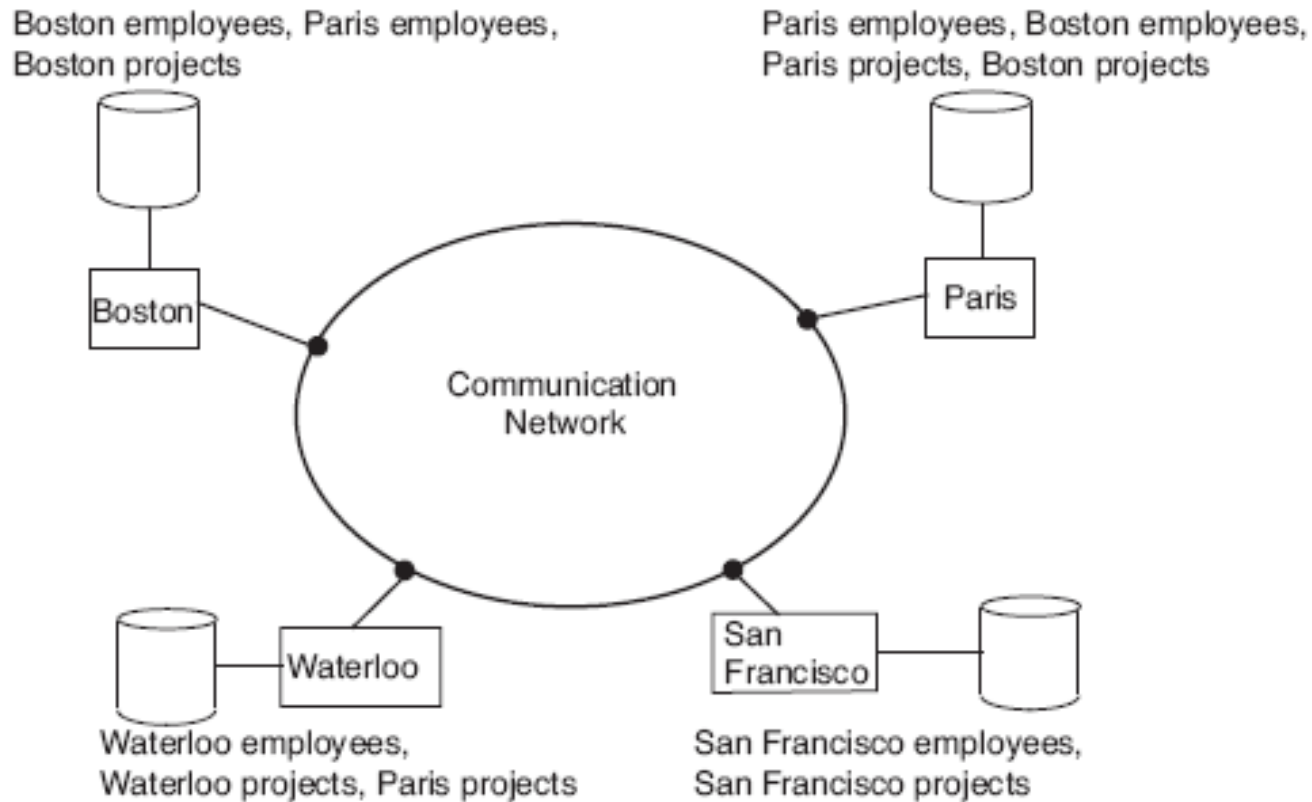 Boston employees, Paris employees,
Boston projects
Paris employees, Boston employees,
Paris projects, Boston projects
Boston
Paris
Communication
Network
Waterloo
San
Francisco
Waterloo employees,
Waterloo projects, Paris projects
San Francisco employees,
San Francisco projects